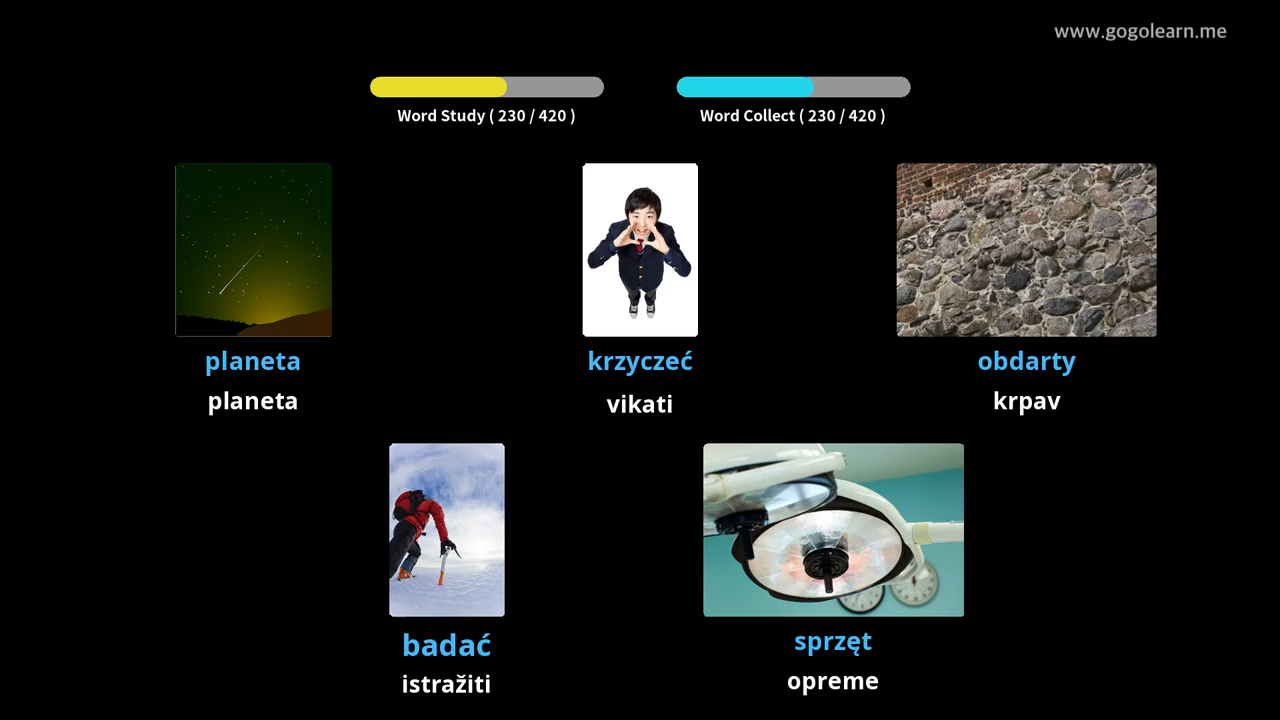 www.gogolearn.me
Word Study ( 230 / 420 )
Word Collect ( 230 / 420 )
planeta
planeta
krzyczeć
vikati
obdarty
krpav
badać
istražiti
sprzęt
opreme